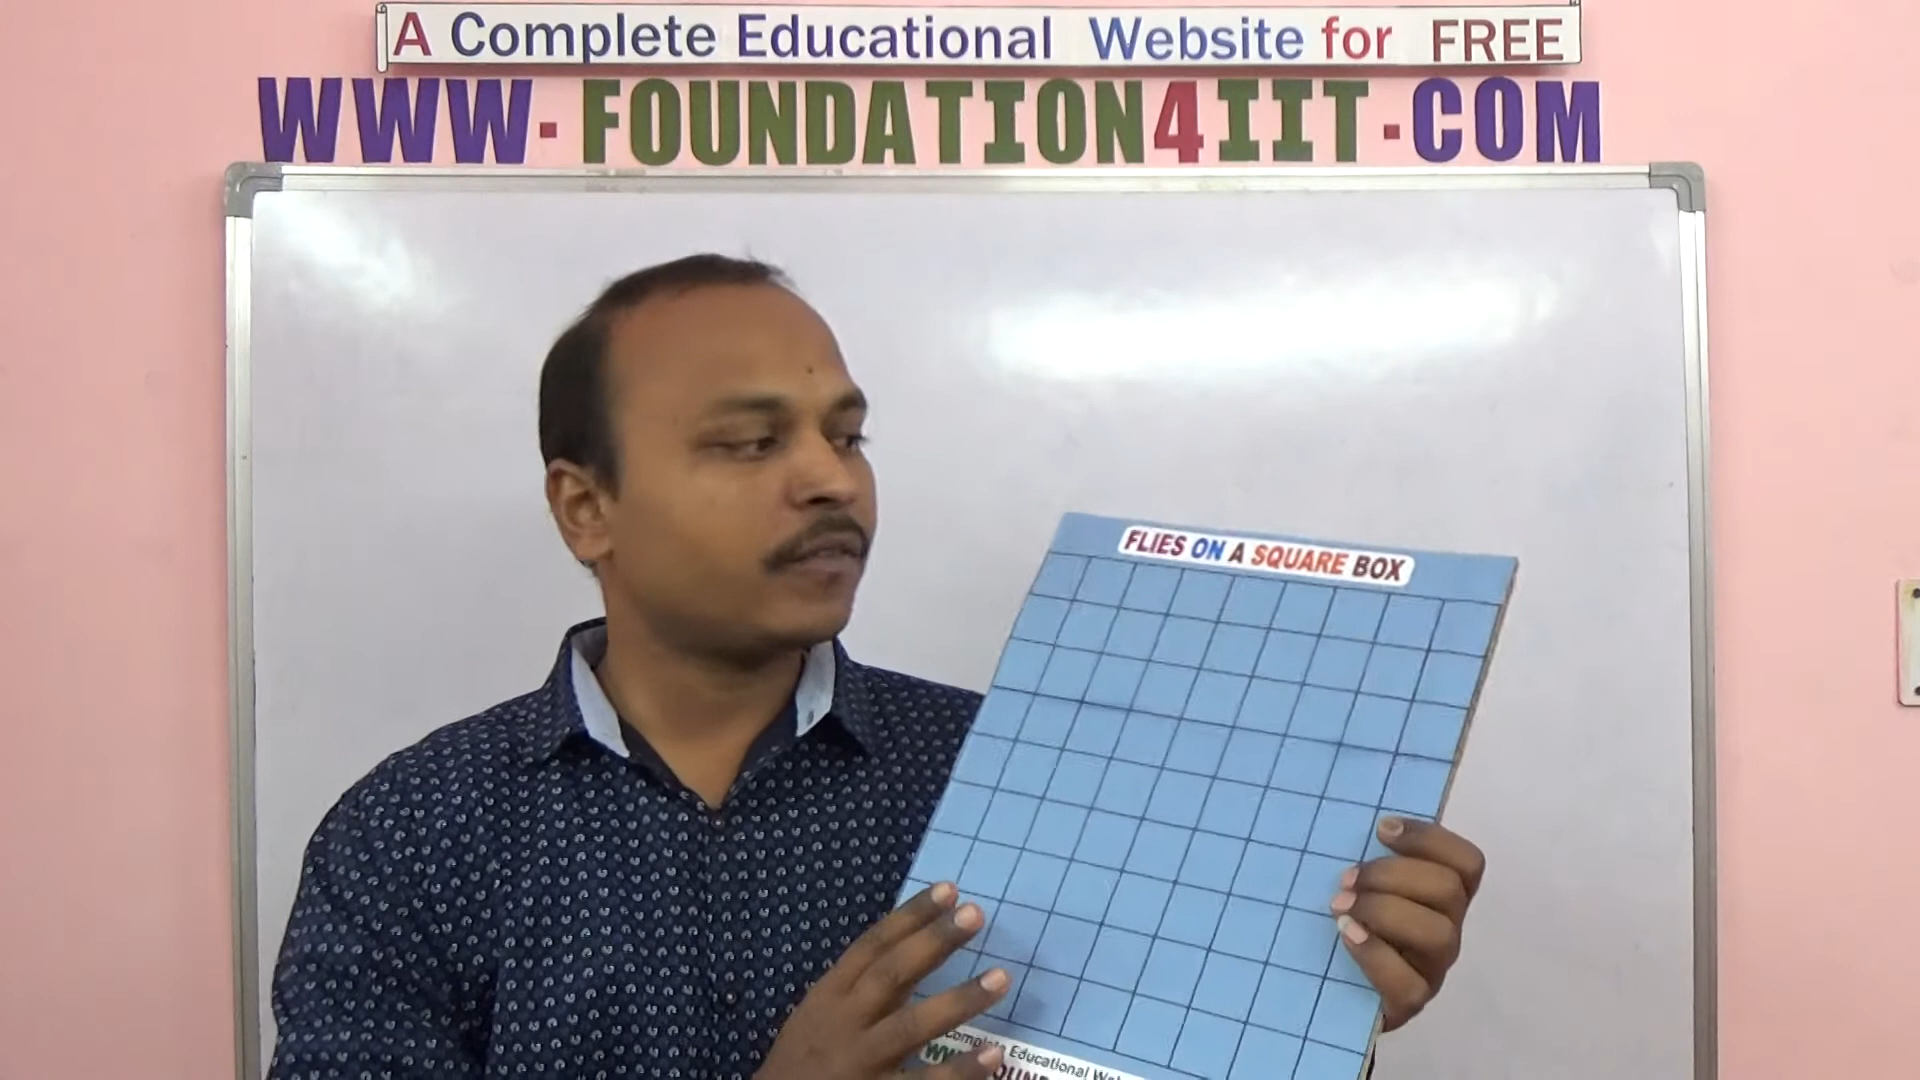 A Complete Educational Website for FREE
WWW.FOUNDATION4IIT.COM
FLIES ON A SQUARE BOX
Complete Educational